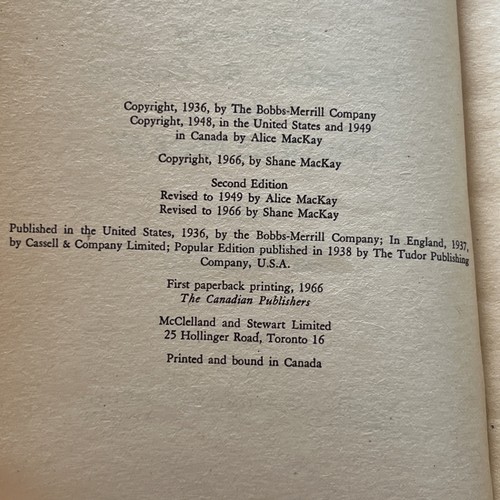 Copyright, 1936, by The Bobbs-Merrill Company
Copyright, 1948, in the United States and 1949
in Canada by Alice MacKay
Copyright, 1966, by Shane MacKay
Second Edition
Revised to 1949 by Alice MacKay
Revised to 1966 by Shane MacKay
Published in the United States, 1936, by the Bobbs-Merrill Company; In England, 1937,
by Cassell & Company Limited; Popular Edition published in 1938 by The Tudor Publishing
Company, U.S.A.
First paperback printing, 1966
The Canadian Publishers
McClelland and Stewart Limited
25 Hollinger Road, Toronto 16
Printed and bound in Canada